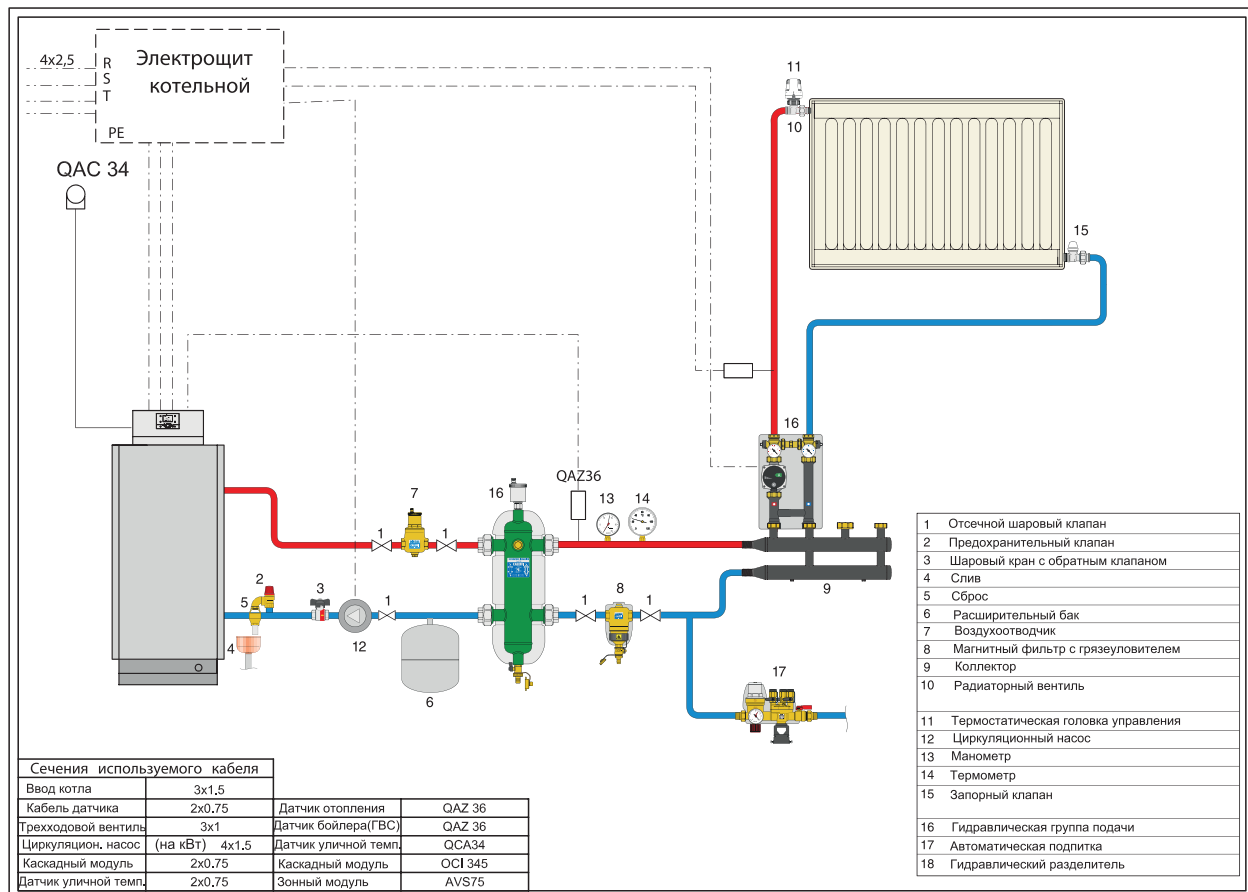 Электрощит
котельной
4x2,5
R
S
T
PE
QAC 34
11
10
15
16
QAZ36
7
16
13
14
1
1
2
3
5
1
1
8
1
4
12
6
9
17
1 Отсечной шаровый клапан
2 Предохранительный клапан
3 Шаровый кран с обратным клапаном
4 Слив
5 Сброс
6 Расширительный бак
7 Воздухоотводчик
8 Магнитный фильтр с грязеуловителем
9 Коллектор
10 Радиаторный вентиль
11 Термостатическая головка управления
12 Циркуляционный насос
13 Манометр
14 Термометр
15 Запорный клапан
16 Гидравлическая группа подачи
17 Автоматическая подпитка
18 Гидравлический разделитель
Сечения используемого кабеля
Ввод котла 3x1.5
Кабель датчика 2x0.75 Датчик отопления QAZ 36
Трехходовой вентиль 3x1 Датчик бойлера(ГВС) QAZ 36
Циркуляцион. насос (на кВт) 4x1.5 Датчик уличной темп. QCA34
Каскадный модуль 2x0.75 Каскадный модуль OCI 345
Датчик уличной темп. 2x0.75 Зонный модуль AVS75